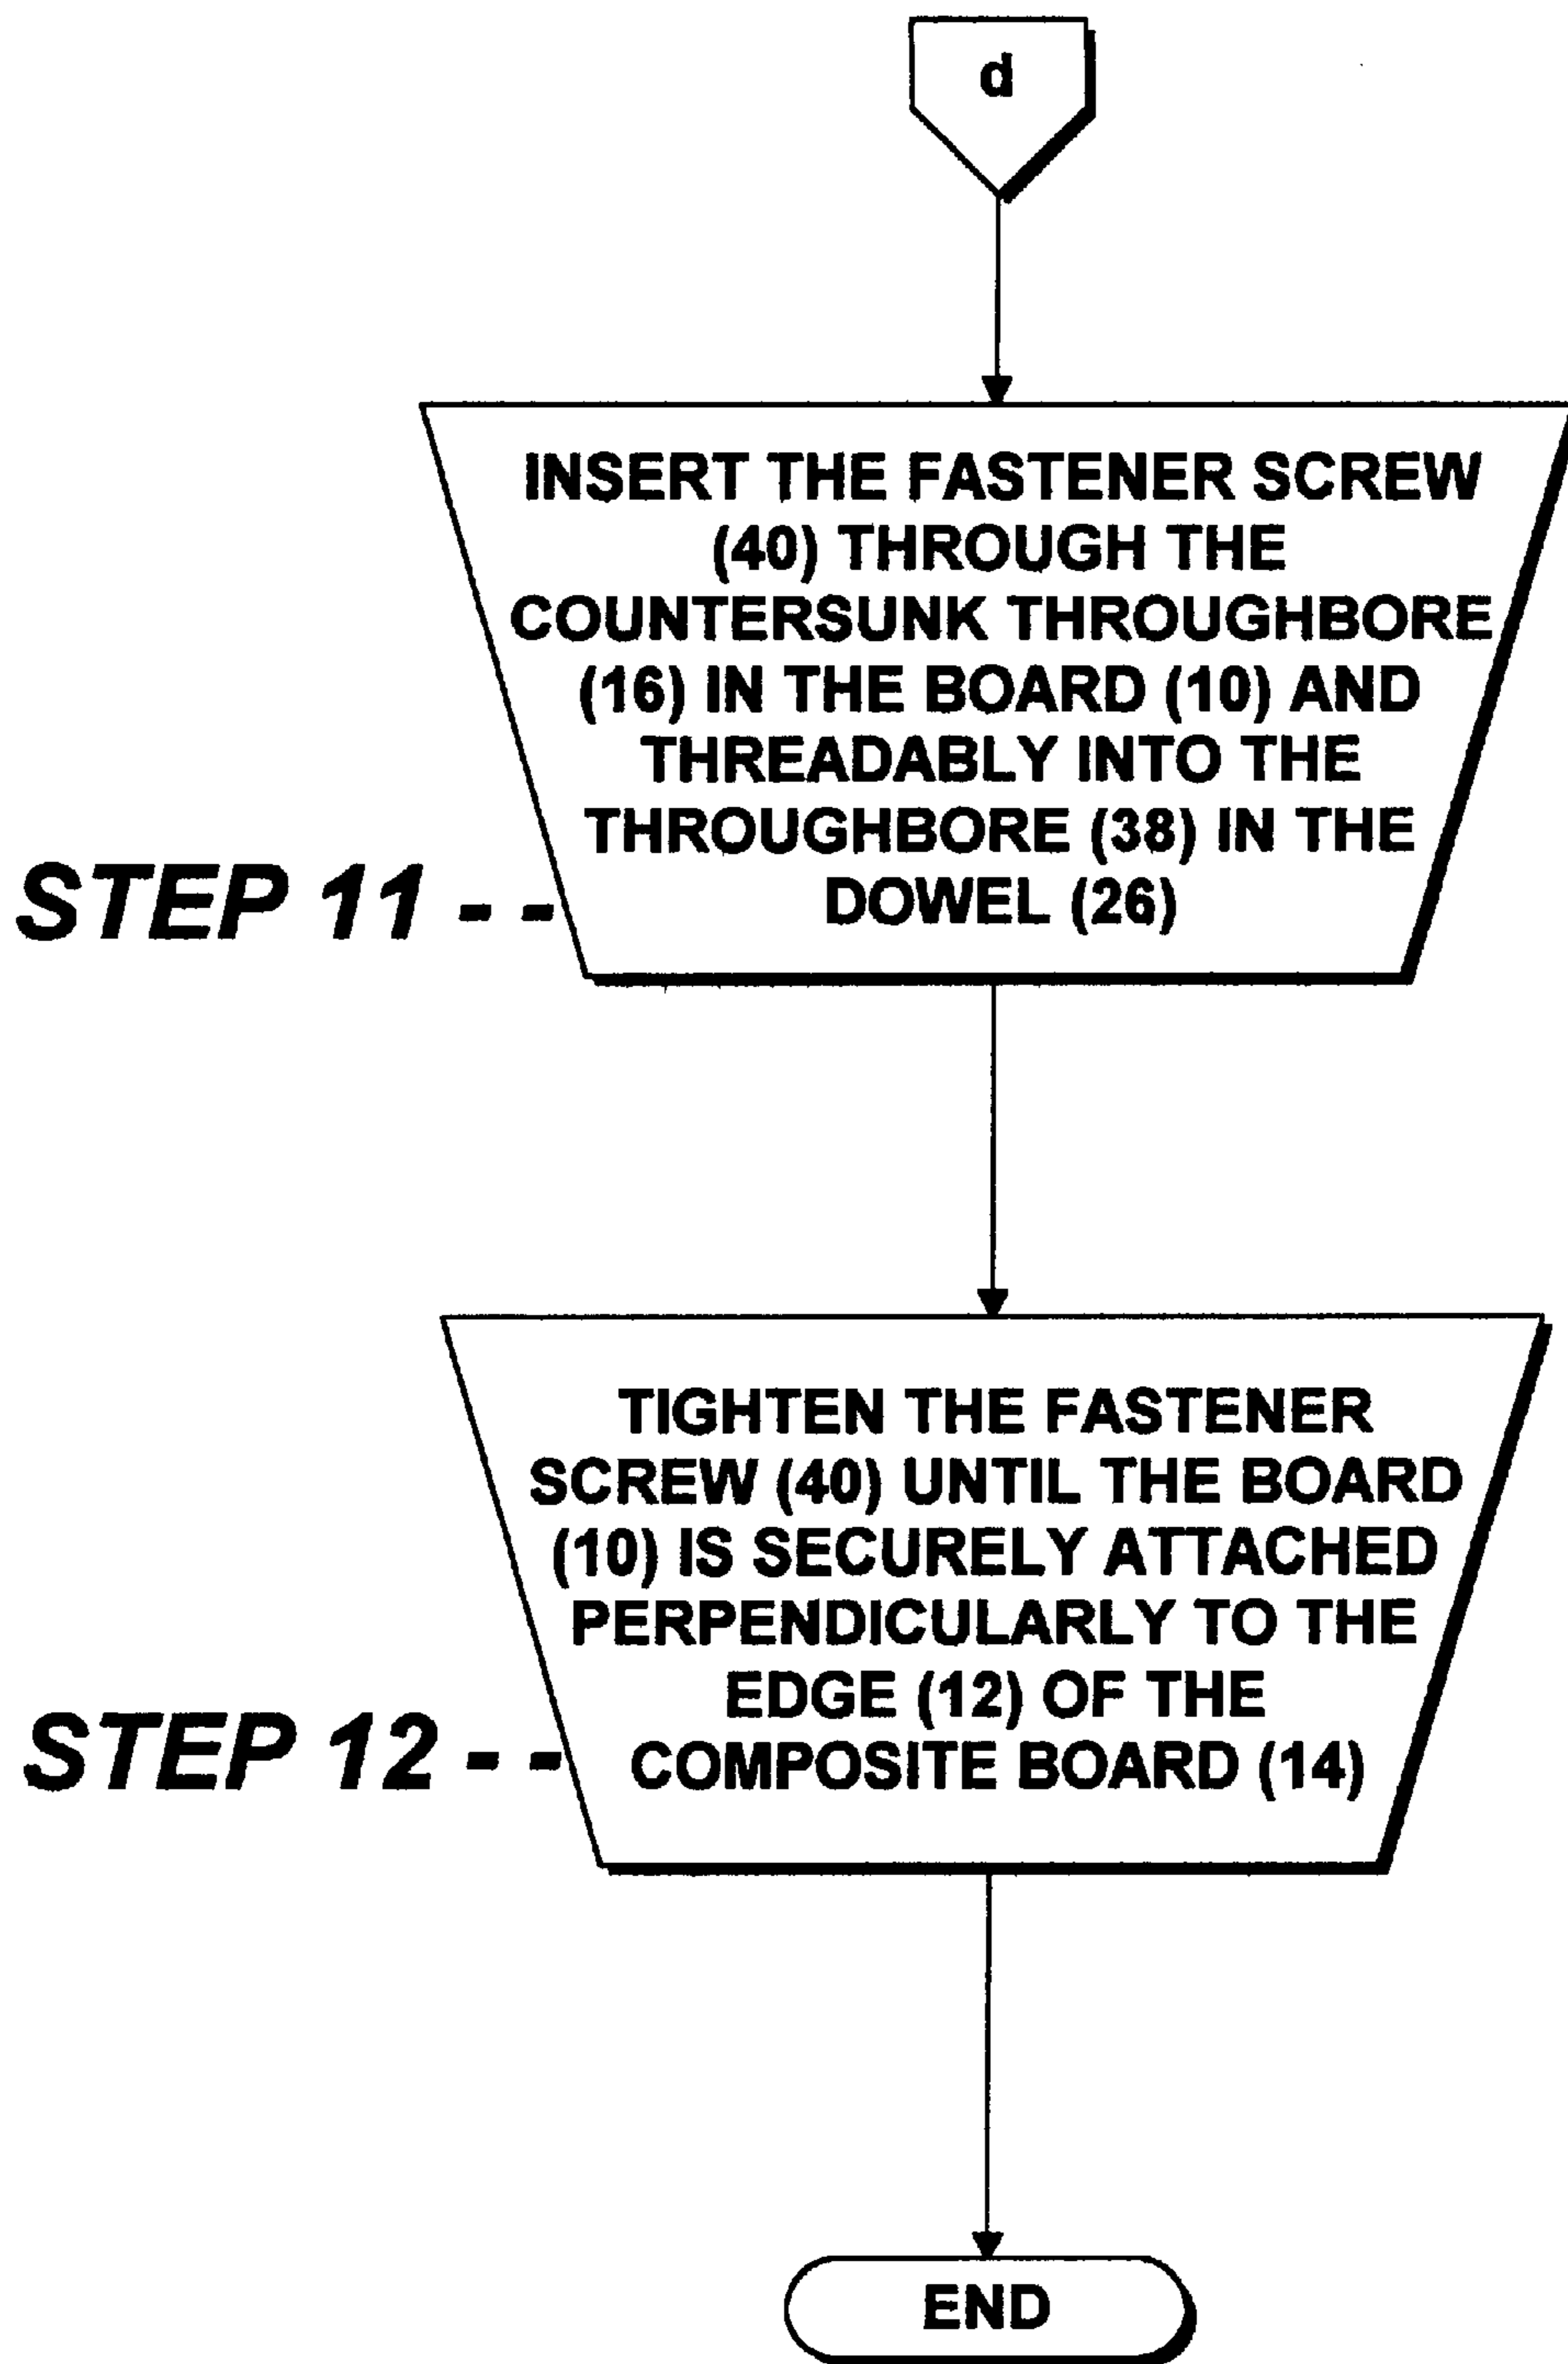 d
INSERT THE FASTENER SCREW
(40) THROUGH THE
COUNTERSUNK THROUGHBORE
(16) IN THE BOARD (10) AND
THREADABLY INTO THE
THROUGHBORE (38) IN THE
DOWEL (26)
STEP 11 - -
TIGHTEN THE FASTENER
SCREW (40) UNTIL THE BOARD
(10) IS SECURELY ATTACHED
PERPENDICULARLY TO THE
EDGE (12) OF THE
COMPOSITE BOARD (14)
STEP 12 - -
END